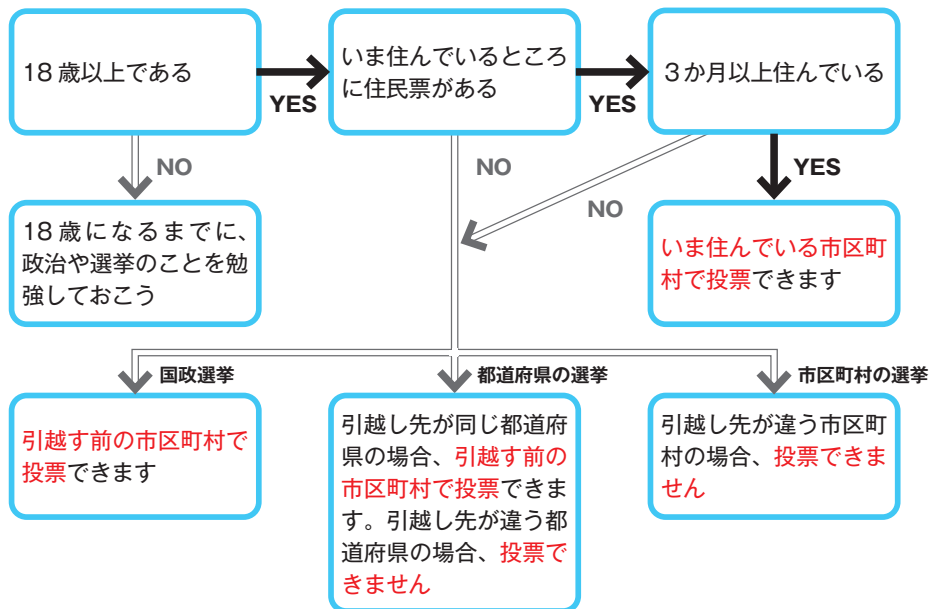 18歳以上である
YES
いま住んでいるところ
に住民票がある
YES
3か月以上住んでいる
NO
18歳になるまでに、
政治や選挙のことを勉
強しておこう
NO
NO
YES
いま住んでいる市区町
村で投票できます
国政選挙
引越す前の市区町村で
投票できます
都道府県の選挙
引越し先が同じ都道府
県の場合、引越す前の
市区町村で投票できま
す。引越し先が違う都
道府県の場合、投票で
きません
市区町村の選挙
引越し先が違う市区町
村の場合、投票できま
せん